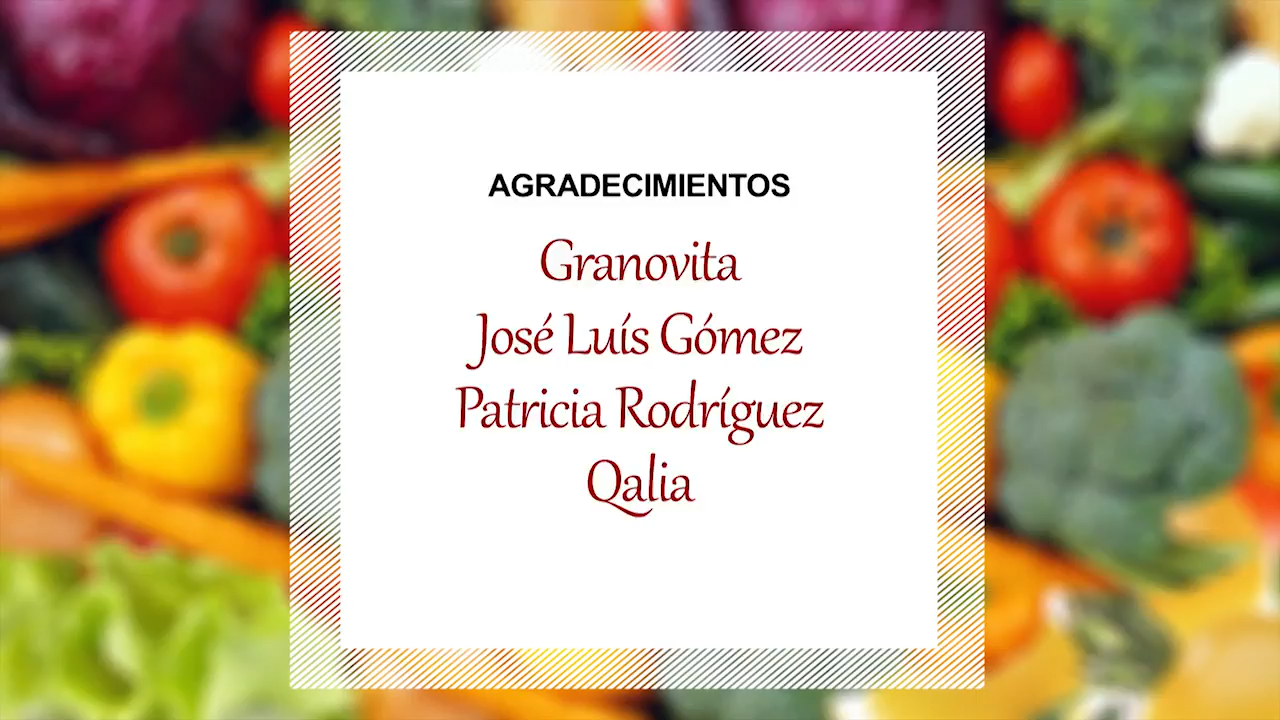 AGRADECIMIENTOS
Granovita
José Luís Gómez
Patricia Rodríguez
Qalia